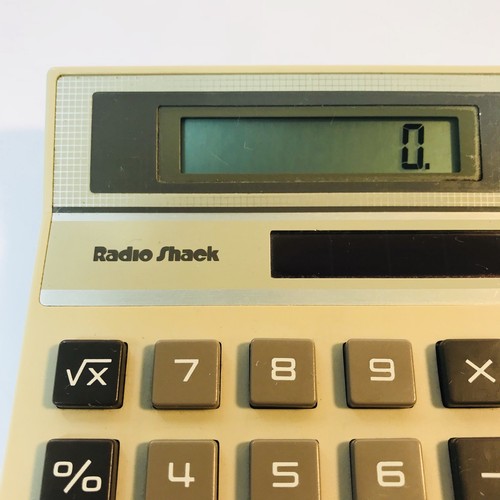 0.
Radio Shack
√x 7 8 9 ×
% 4 5 6 −